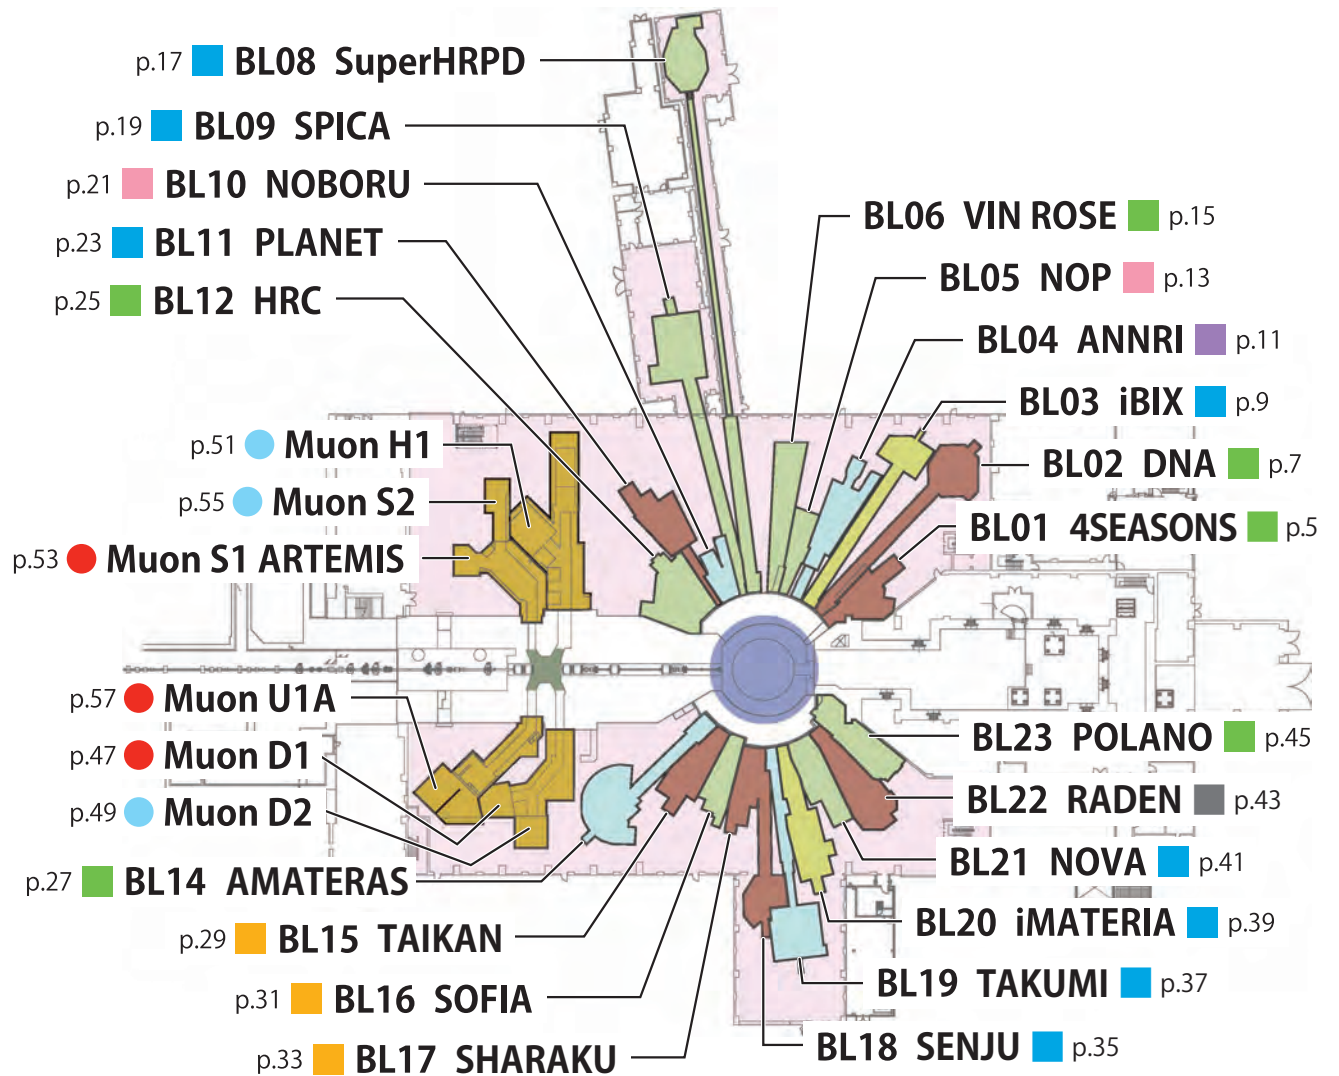 p.17 BL08 SuperHRPD
p.19 BL09 SPICA
p.21 BL10 NOBORU
p.23 BL11 PLANET
p.25 BL12 HRC
BL06 VIN ROSE p.15
BL05 NOP p.13
BL04 ANNRI p.11
BL03 iBIX p.9
BL02 DNA p.7
BL01 4SEASONS p.5
p.51 Muon H1
p.55 Muon S2
p.53 Muon S1 ARTEMIS
p.57 Muon U1A
p.47 Muon D1
p.49 Muon D2
p.27 BL14 AMATERAS
p.29 BL15 TAIKAN
p.31 BL16 SOFIA
p.33 BL17 SHARAKU
BL23 POLANO p.45
BL22 RADEN p.43
BL21 NOVA p.41
BL20 iMATERIA p.39
BL19 TAKUMI p.37
BL18 SENJU p.35